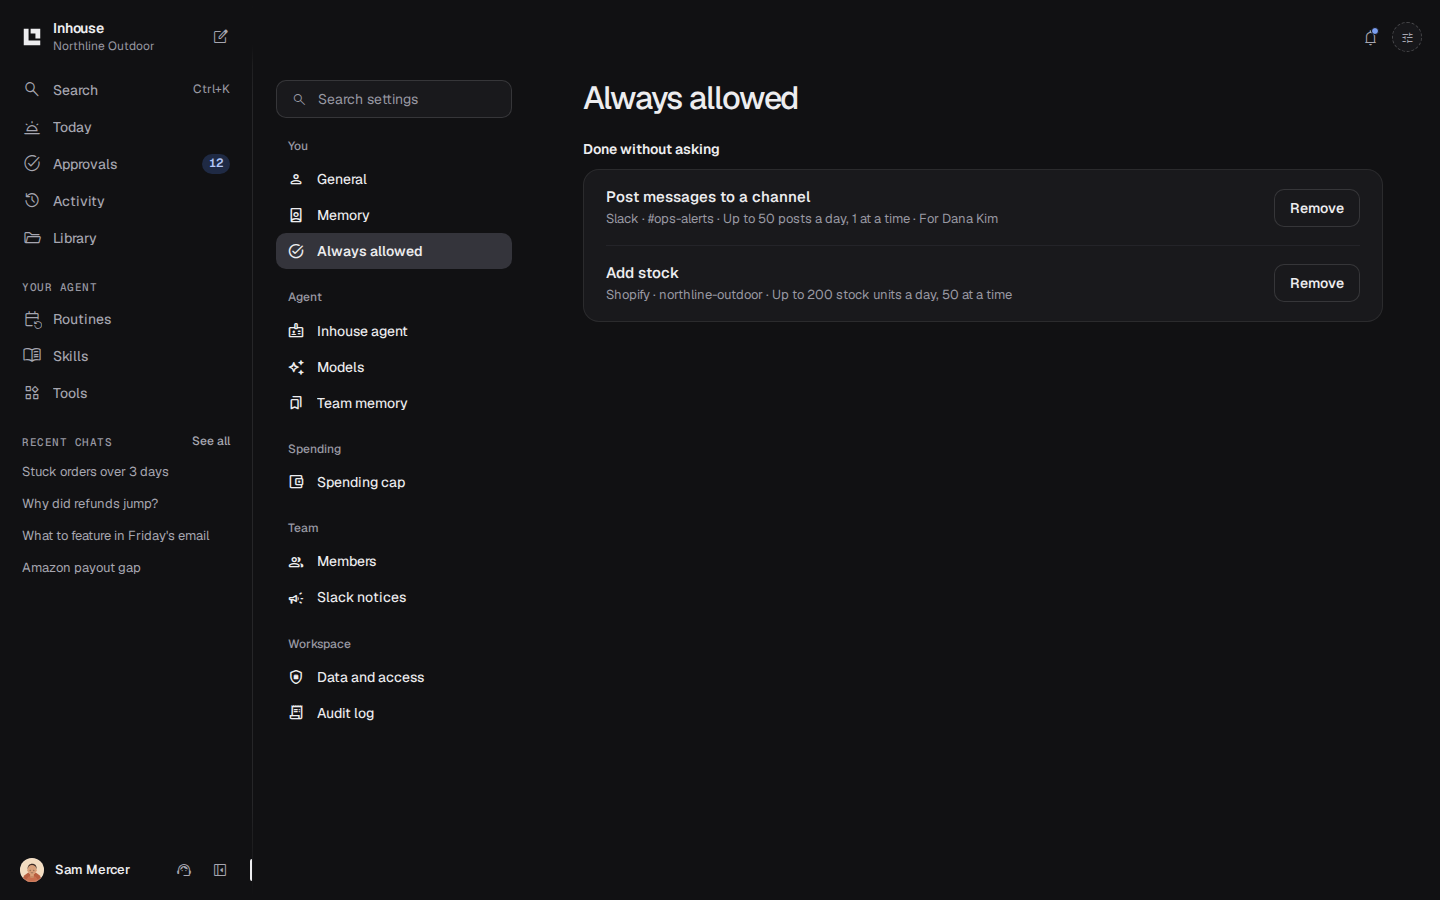 Inhouse
Northline Outdoor
Search Ctrl+K
Today
Approvals 12
Activity
Library
YOUR AGENT
Routines
Skills
Tools
RECENT CHATS See all
Stuck orders over 3 days
Why did refunds jump?
What to feature in Friday's email
Amazon payout gap
Sam Mercer
Search settings
You
General
Memory
Always allowed
Agent
Inhouse agent
Models
Team memory
Spending
Spending cap
Team
Members
Slack notices
Workspace
Data and access
Audit log
Always allowed
Done without asking
Post messages to a channel
Slack · #ops-alerts · Up to 50 posts a day, 1 at a time · For Dana Kim
Remove
Add stock
Shopify · northline-outdoor · Up to 200 stock units a day, 50 at a time
Remove